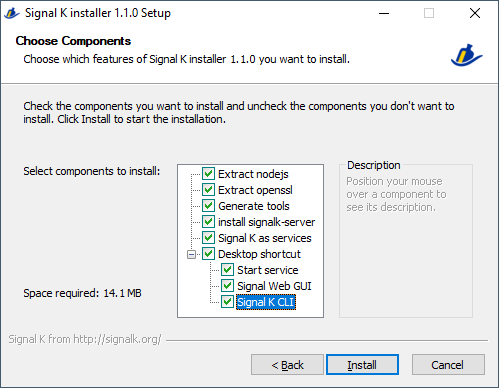 Signal K installer 1.1.0 Setup
Choose Components
Choose which features of Signal K installer 1.1.0 you want to install.
Check the components you want to install and uncheck the components you don't want to
install. Click Install to start the installation.
Select components to install:
Extract nodejs
Extract openssl
Generate tools
install signalk-server
Signal K as services
Desktop shortcut
Start service
Signal Web GUI
Signal K CLI
Description
Position your mouse
over a component to
see its description.
Space required: 14.1 MB
Signal K from http://signalk.org/
< Back
Install
Cancel